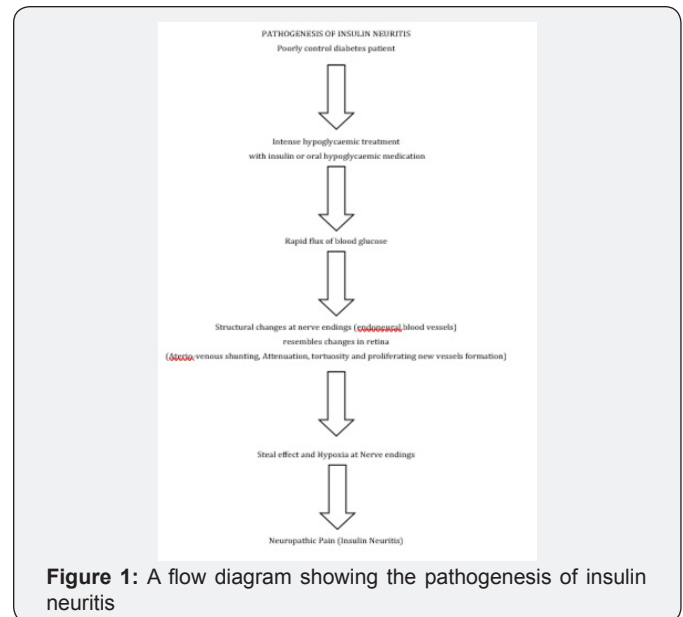 PATHOGENESIS OF INSULIN NEURITIS
Poorly control diabetes patient
Intense hypoglycaemic treatment
with insulin or oral hypoglycaemic medication
Rapid flux of blood glucose
Structural changes at nerve endings (endoneural blood vessels)
resembles changes in retina
(Aterio venous shunting, Attenuation, tortuosity and proliferating new vessels formation)
Steal effect and Hypoxia at Nerve endings
Neuropathic Pain (Insulin Neuritis)
Figure 1: A flow diagram showing the pathogenesis of insulin
neuritis